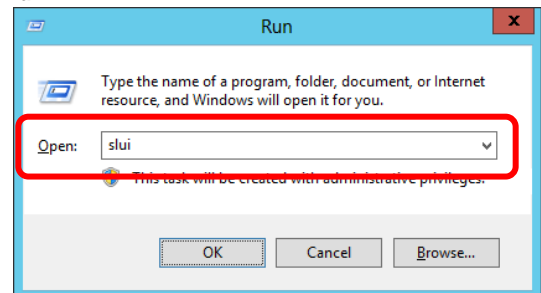 Run
x
Type the name of a program, folder, document, or Internet
resource, and Windows will open it for you.
Open: slui
This task will be created with administrative privileges.
OK Cancel Browse...